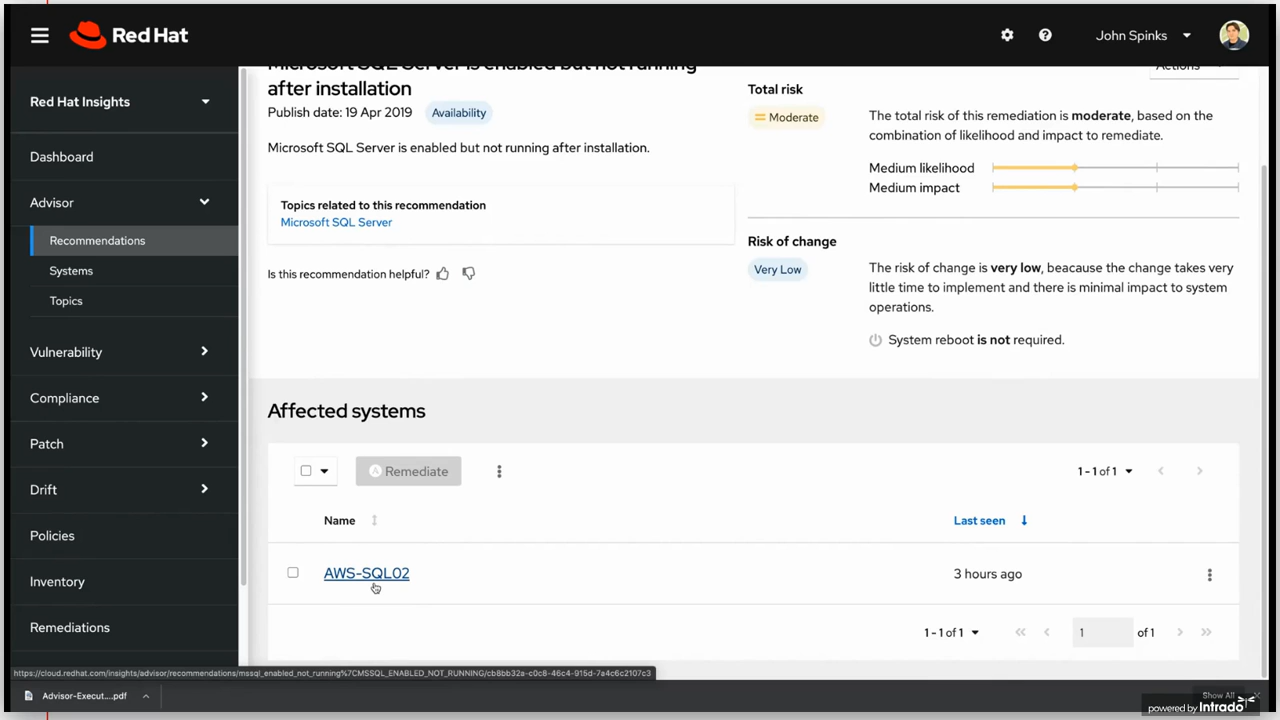 Red Hat
John Spinks
Red Hat Insights
Dashboard
Advisor
Recommendations
Systems
Topics
Vulnerability
Compliance
Patch
Drift
Policies
Inventory
Remediations
Microsoft SQL Server is enabled but not running
after installation
Publish date: 19 Apr 2019 Availability
Microsoft SQL Server is enabled but not running after installation.
Topics related to this recommendation
Microsoft SQL Server
Is this recommendation helpful?
Actions
Total risk
Moderate
The total risk of this remediation is moderate, based on the
combination of likelihood and impact to remediate.
Medium likelihood
Medium impact
Risk of change
Very Low
The risk of change is very low, beacause the change takes very
little time to implement and there is minimal impact to system
operations.
System reboot is not required.
Affected systems
Remediate
1 - 1 of 1
Name
Last seen
AWS-SQL02
3 hours ago
1 - 1 of 1
1 of 1
https://cloud.redhat.com/insights/advisor/recommendations/mssql_enabled_not_running%7CMSSQL_ENABLED_NOT_RUNNING/cb8bb32a-c0c8-46c4-915d-7a4c6c2107c3
Advisor-Execut....pdf
Show All
powered by Intrado